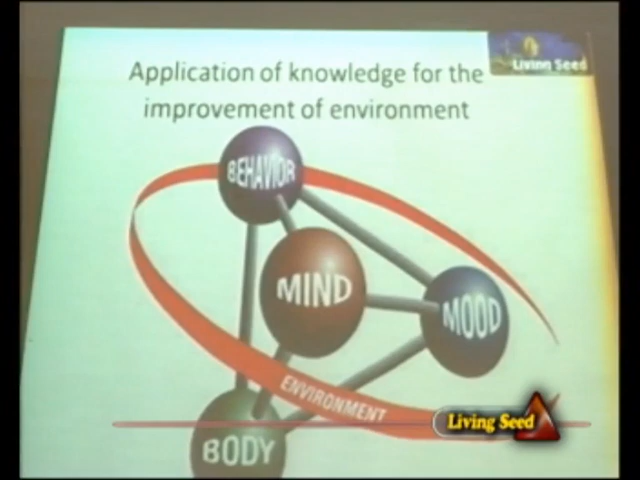 Living Seed
Application of knowledge for the
improvement of environment
BEHAVIOR
MIND
MOOD
ENVIRONMENT
Living Seed
BODY